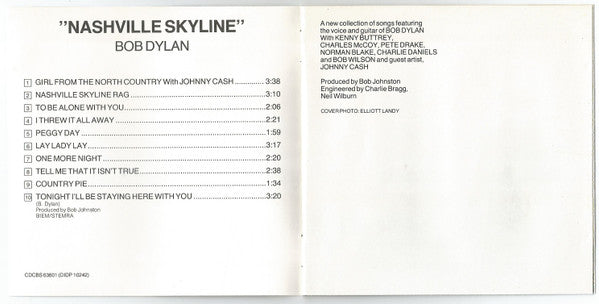 "NASHVILLE SKYLINE"
BOB DYLAN
1 GIRL FROM THE NORTH COUNTRY With JOHNNY CASH ............... 3:38
2 NASHVILLE SKYLINE RAG ............... 3:10
3 TO BE ALONE WITH YOU ............... 2:06
4 I THREW IT ALL AWAY ............... 2:21
5 PEGGY DAY ............... 1:59
6 LAY LADY LAY ............... 3:17
7 ONE MORE NIGHT ............... 2:20
8 TELL ME THAT IT ISN'T TRUE ............... 2:38
9 COUNTRY PIE ............... 1:34
10 TONIGHT I'LL BE STAYING HERE WITH YOU ............... 3:20
(B. Dylan)
Produced by Bob Johnston
BIEM/STEMRA
CDCBS 63601 (DIDP 10242)
A new collection of songs featuring
the voice and guitar of BOB DYLAN
With KENNY BUTTREY,
CHARLES McCOY, PETE DRAKE,
NORMAN BLAKE, CHARLIE DANIELS
and BOB WILSON and guest artist,
JOHNNY CASH
Produced by Bob Johnston
Engineered by Charlie Bragg,
Neil Wilburn
COVER PHOTO: ELLIOTT LANDY